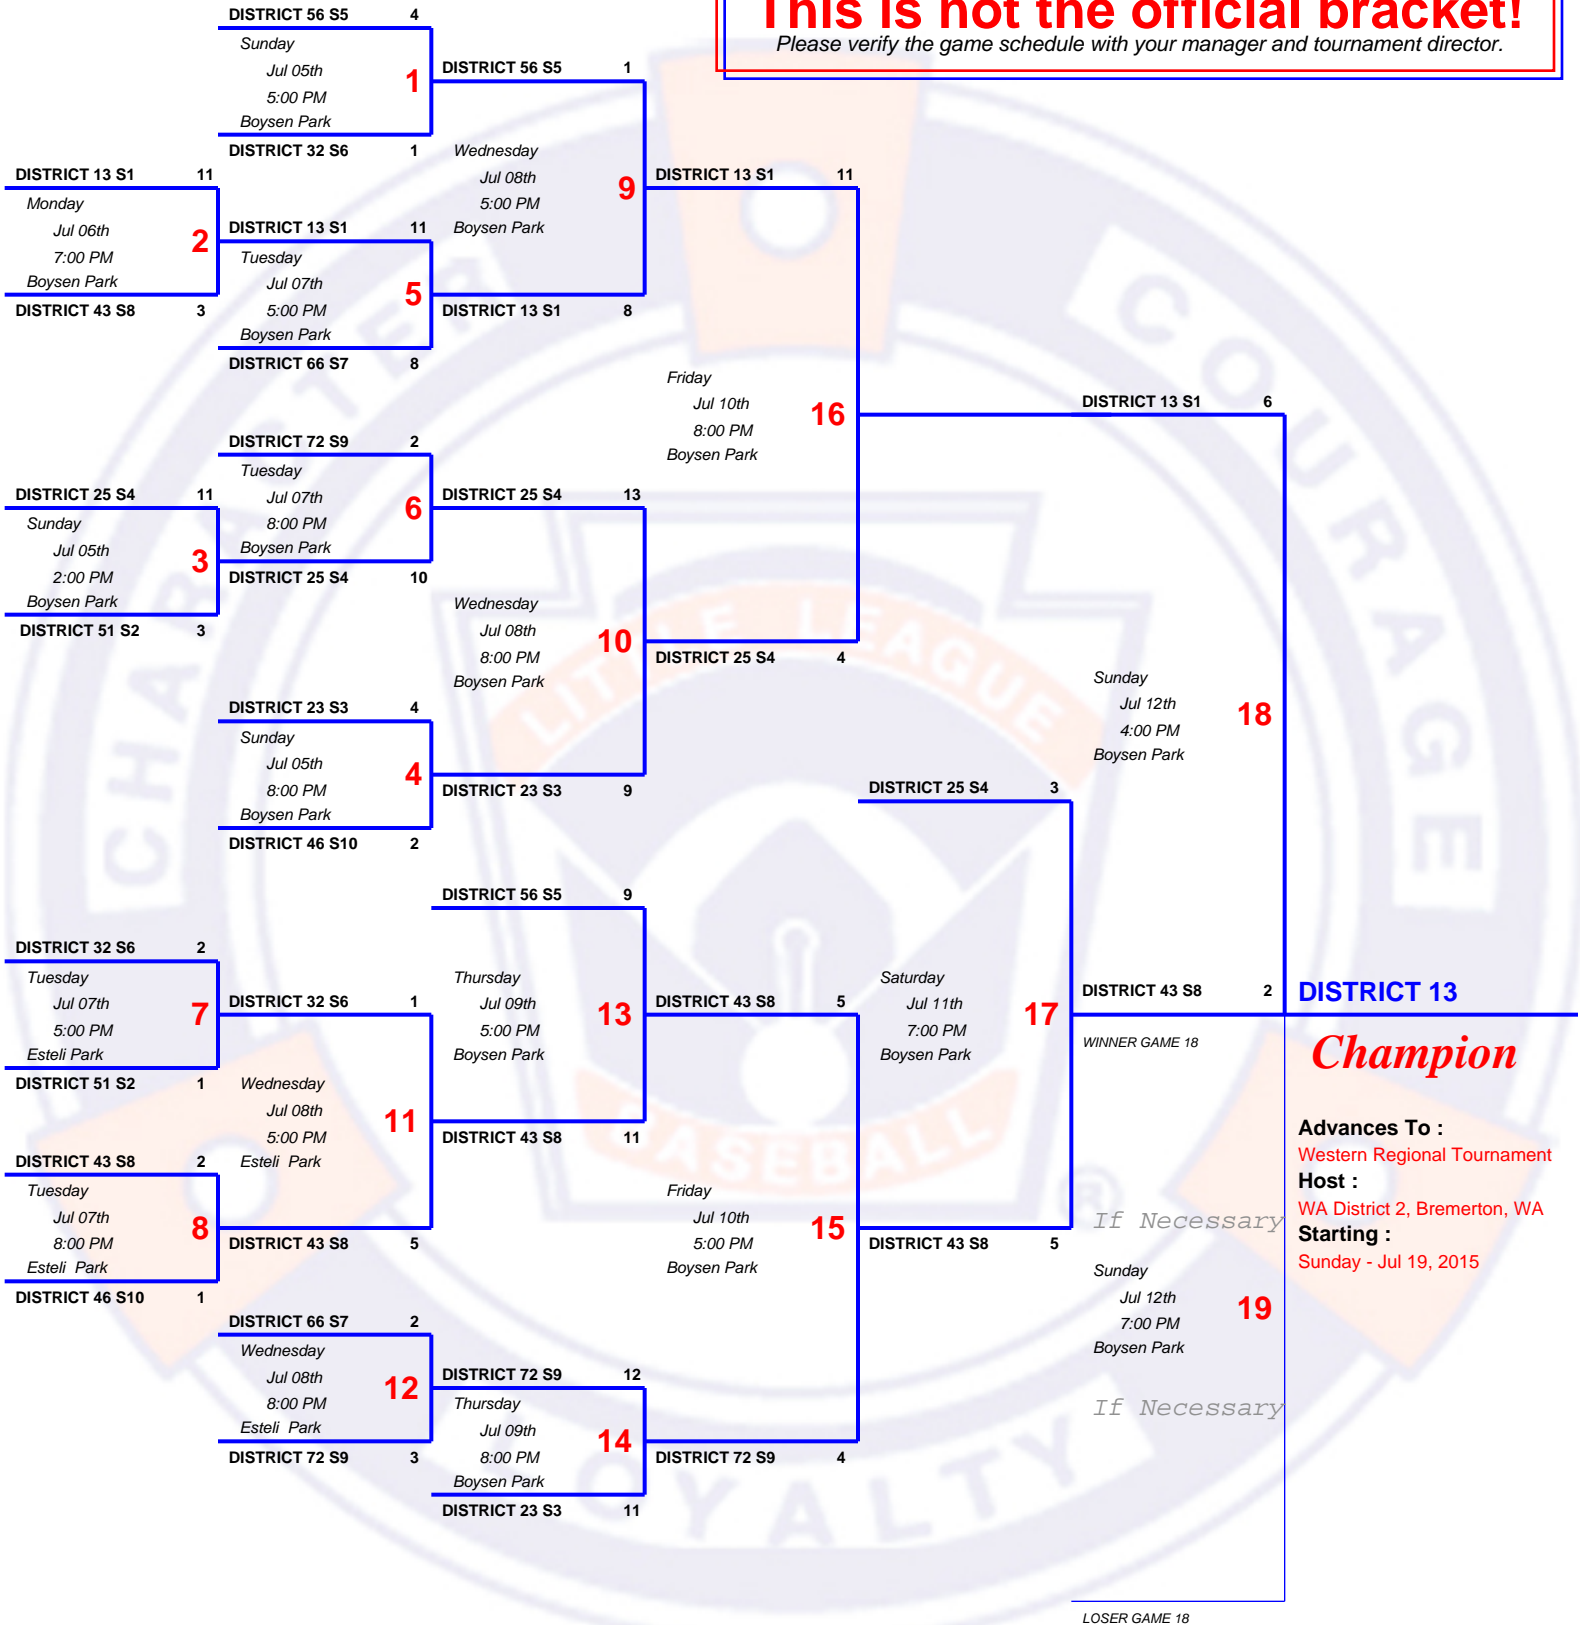 This is not the official bracket!
Please verify the game schedule with your manager and tournament director.
DISTRICT 56 S5 4
Sunday
Jul 05th
5:00 PM
Boysen Park
1
DISTRICT 32 S6 1
DISTRICT 13 S1 11
Monday
Jul 06th
7:00 PM
Boysen Park
2
DISTRICT 43 S8 3
DISTRICT 13 S1 11
Tuesday
Jul 07th
5:00 PM
Boysen Park
5
DISTRICT 66 S7 8
DISTRICT 56 S5 1
Wednesday
Jul 08th
5:00 PM
Boysen Park
9
DISTRICT 13 S1 8
DISTRICT 72 S9 2
Tuesday
Jul 07th
8:00 PM
Boysen Park
6
DISTRICT 25 S4 10
DISTRICT 25 S4 11
Sunday
Jul 05th
2:00 PM
Boysen Park
3
DISTRICT 51 S2 3
DISTRICT 25 S4 13
Wednesday
Jul 08th
8:00 PM
Boysen Park
10
DISTRICT 23 S3 9
DISTRICT 23 S3 4
Sunday
Jul 05th
8:00 PM
Boysen Park
4
DISTRICT 46 S10 2
DISTRICT 13 S1 11
Friday
Jul 10th
8:00 PM
Boysen Park
16
DISTRICT 25 S4 4
DISTRICT 13 S1 6
Sunday
Jul 12th
4:00 PM
Boysen Park
18
DISTRICT 43 S8 2
WINNER GAME 18
DISTRICT 32 S6 2
Tuesday
Jul 07th
5:00 PM
Esteli Park
7
DISTRICT 51 S2 1
DISTRICT 43 S8 2
Tuesday
Jul 07th
8:00 PM
Esteli Park
8
DISTRICT 46 S10 1
DISTRICT 32 S6 1
Wednesday
Jul 08th
5:00 PM
Esteli Park
11
DISTRICT 43 S8 5
DISTRICT 66 S7 2
Wednesday
Jul 08th
8:00 PM
Esteli Park
12
DISTRICT 72 S9 3
DISTRICT 56 S5 9
Thursday
Jul 09th
5:00 PM
Boysen Park
13
DISTRICT 43 S8 11
DISTRICT 72 S9 12
Thursday
Jul 09th
8:00 PM
Boysen Park
14
DISTRICT 23 S3 11
DISTRICT 43 S8 5
Friday
Jul 10th
5:00 PM
Boysen Park
15
DISTRICT 72 S9 4
DISTRICT 25 S4 3
Saturday
Jul 11th
7:00 PM
Boysen Park
17
DISTRICT 43 S8 5
If Necessary
Sunday
Jul 12th
7:00 PM
Boysen Park
19
If Necessary
LOSER GAME 18
DISTRICT 13
Champion
Advances To :
Western Regional Tournament
Host :
WA District 2, Bremerton, WA
Starting :
Sunday - Jul 19, 2015
CHARACTER
COURAGE
LOYALTY
LITTLE LEAGUE
BASEBALL
®